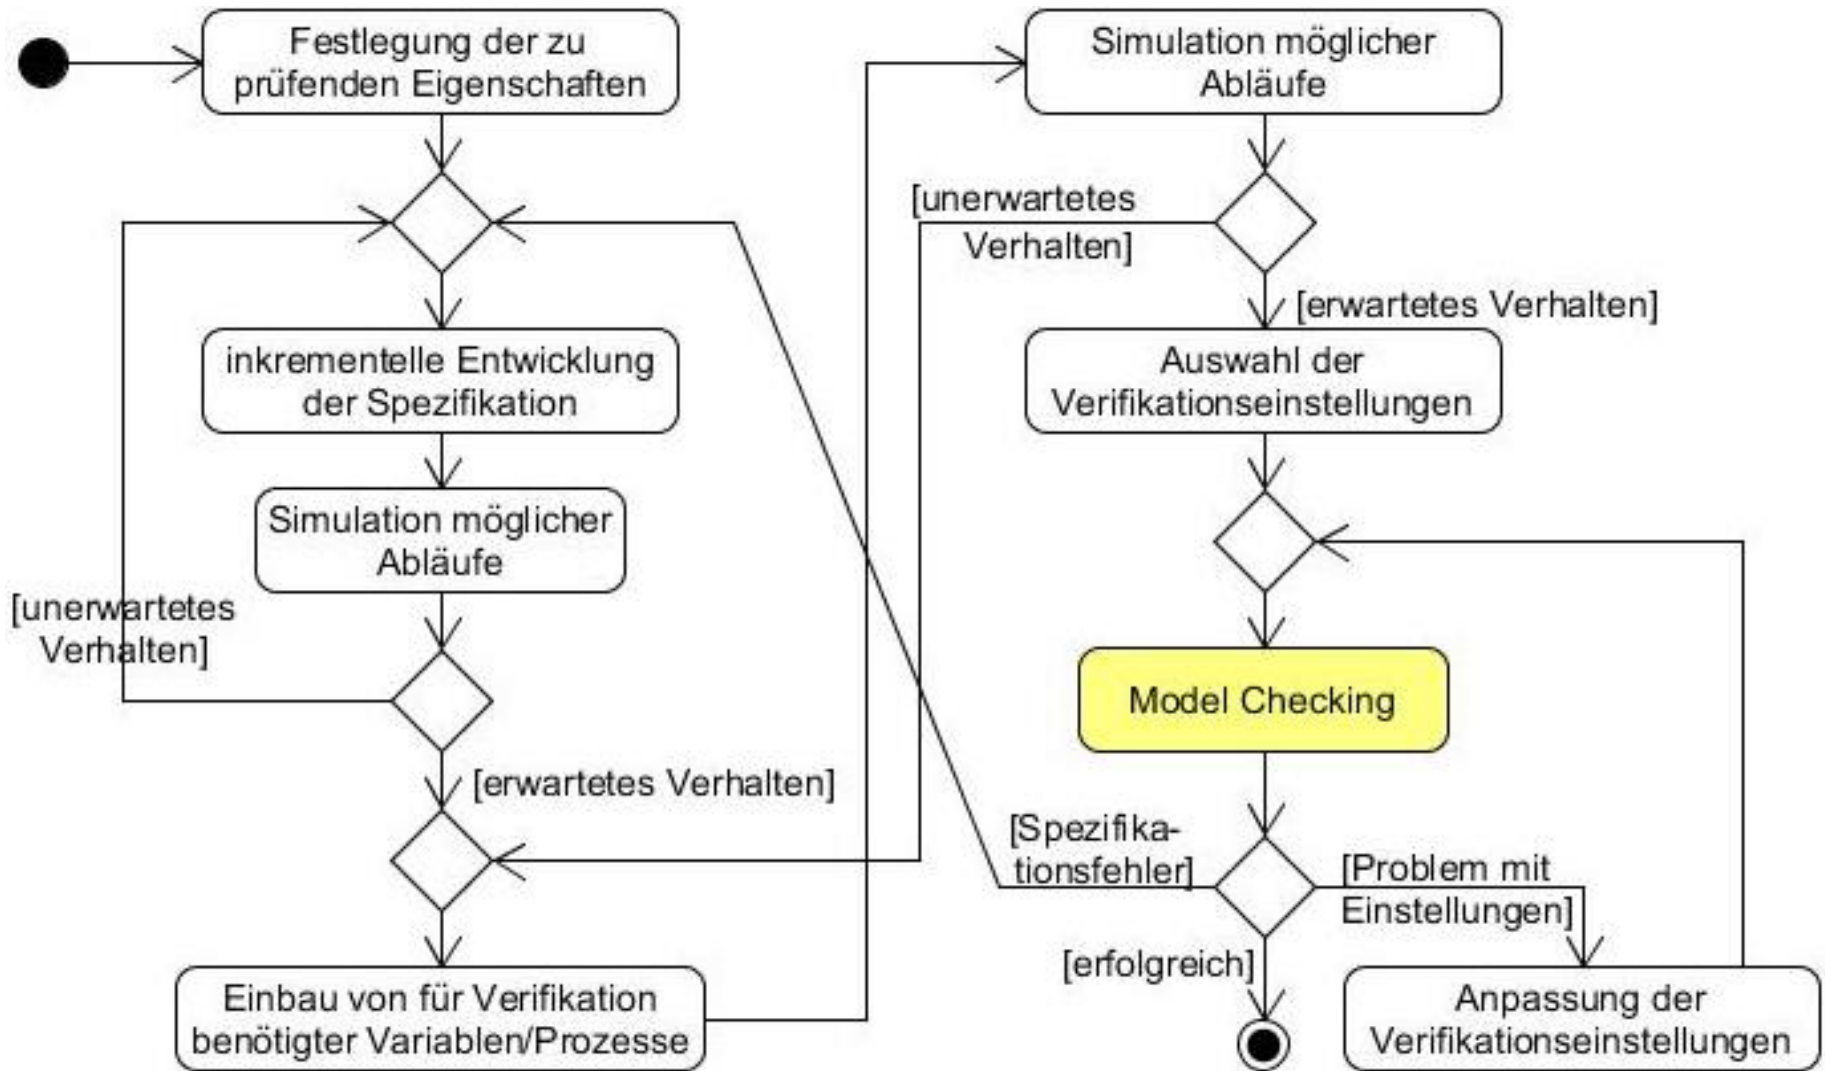 Festlegung der zu
prüfenden Eigenschaften
inkrementelle Entwicklung
der Spezifikation
Simulation möglicher
Abläufe
[unerwartetes
Verhalten]
[erwartetes Verhalten]
Einbau von für Verifikation
benötigter Variablen/Prozesse
Simulation möglicher
Abläufe
[unerwartetes
Verhalten]
[erwartetes Verhalten]
Auswahl der
Verifikationseinstellungen
Model Checking
[Spezifika-
tionsfehler]
[Problem mit
Einstellungen]
[erfolgreich]
Anpassung der
Verifikationseinstellungen